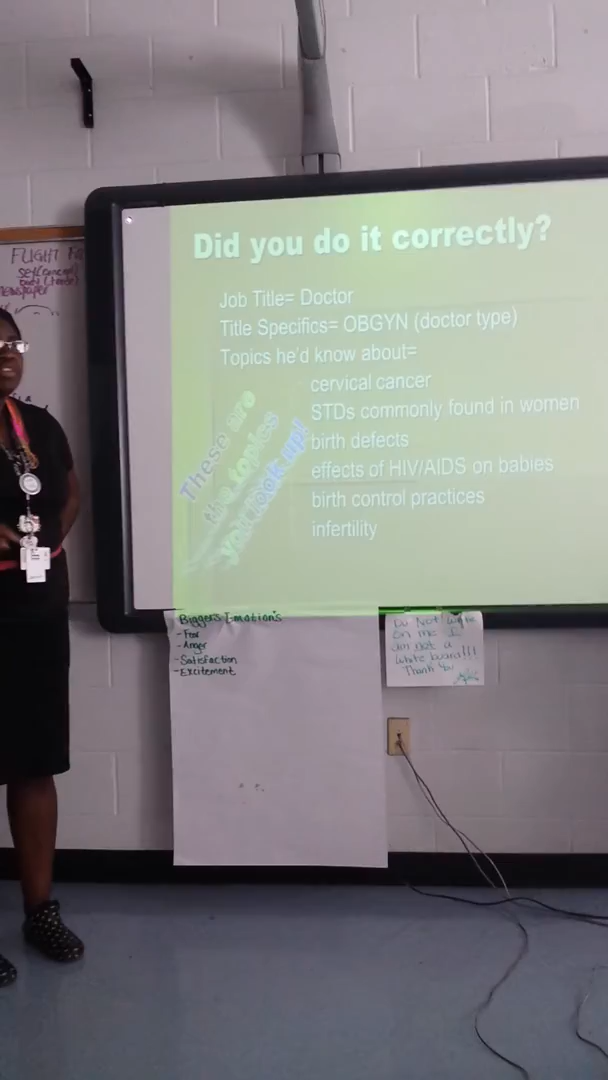 Did you do it correctly?
Job Title= Doctor
Title Specifics= OBGYN (doctor type)
Topics he'd know about=
cervical cancer
STDs commonly found in women
birth defects
effects of HIV/AIDS on babies
birth control practices
infertility
These are
the topics
you look up!
FLIGHT
Newspaper
Biggers Emotions
- Fear
- Anger
- Satisfaction
- Excitement
Do Not write
on me I
am not a
white board!!!
Thank You